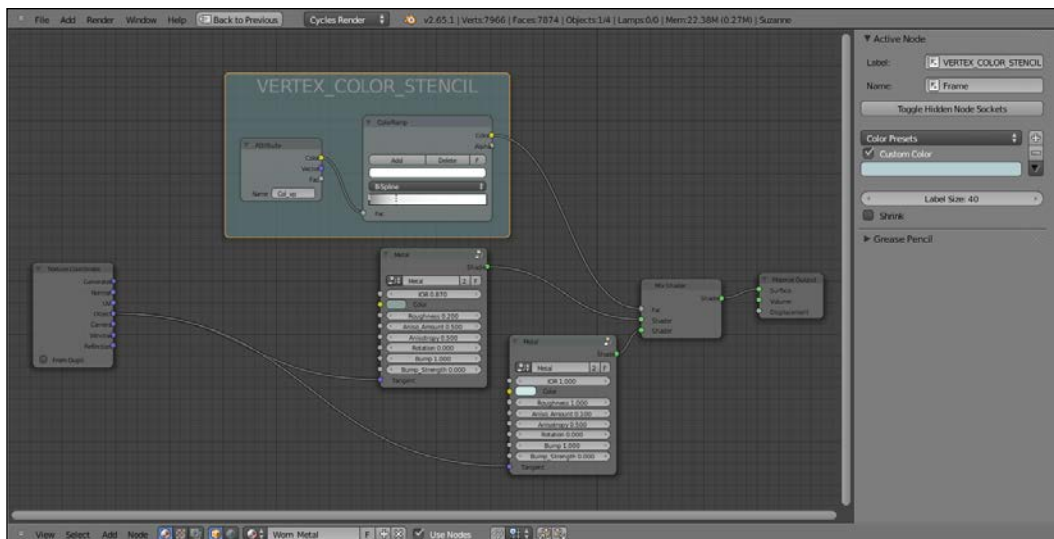 File Add Render Window Help Back to Previous Cycles Render v2.65.1 | Verts:7966 | Faces:7874 | Objects:1/4 | Lamps:0/0 | Mem:22.38M (0.27M) | Suzanne
VERTEX_COLOR_STENCIL
ColorRamp
Color
Alpha
Add Delete F
B-Spline
Fac
Attribute
Color
Vector
Fac
Name: Col_vp
Texture Coordinate
Generated
Normal
UV
Object
Camera
Window
Reflection
From Dupli
Metal
Shader
Metal 2 F
IOR 0.870
Color
Roughness 0.200
Aniso_Amount 0.500
Anisotropy 0.500
Rotation 0.000
Bump 1.000
Bump_Strength 0.000
Tangent
Metal
Shader
Metal 2 F
IOR 1.000
Color
Roughness 1.000
Aniso_Amount 0.100
Anisotropy 0.500
Rotation 0.000
Bump 1.000
Bump_Strength 0.000
Tangent
Mix Shader
Shader
Fac
Shader
Shader
Material Output
Surface
Volume
Displacement
Active Node
Label: VERTEX_COLOR_STENCIL
Name: Frame
Toggle Hidden Node Sockets
Color Presets
Custom Color
Label Size: 40
Shrink
Grease Pencil
View Select Add Node Worn_Metal F Use Nodes